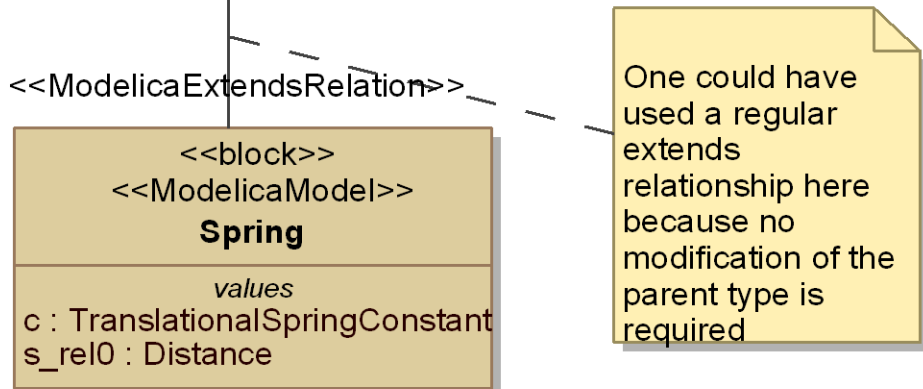 <<ModelicaExtendsRelation>>
<<block>>
<<ModelicaModel>>
Spring
values
c : TranslationalSpringConstant
s_rel0 : Distance
One could have
used a regular
extends
relationship here
because no
modification of the
parent type is
required